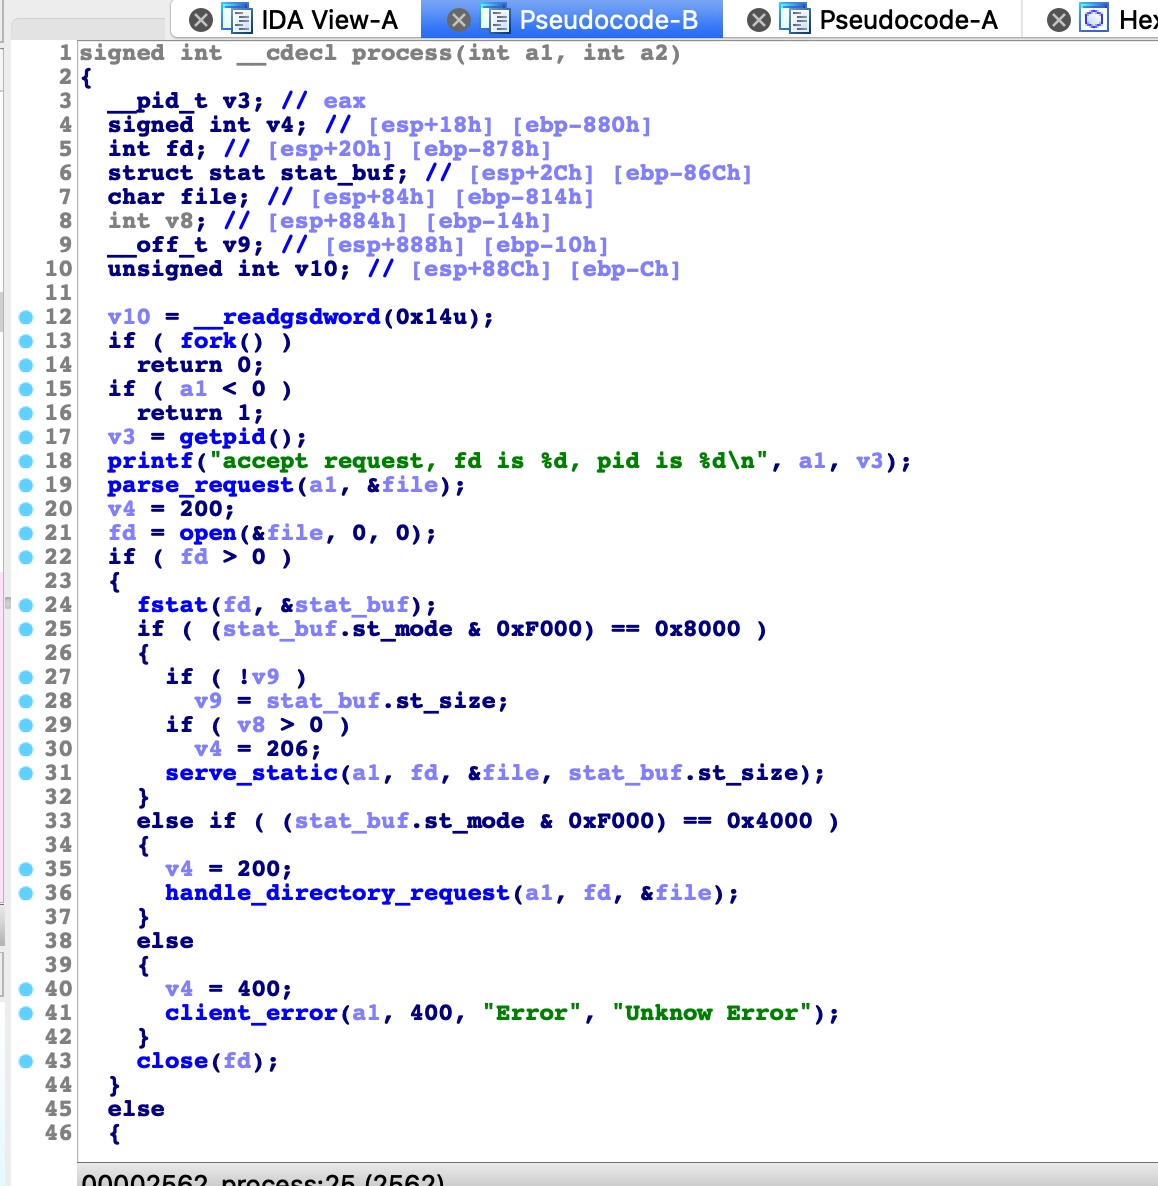 IDA View-A Pseudocode-B Pseudocode-A He
1 signed int __cdecl process(int a1, int a2)
2 {
3   __pid_t v3; // eax
4   signed int v4; // [esp+18h] [ebp-880h]
5   int fd; // [esp+20h] [ebp-878h]
6   struct stat stat_buf; // [esp+2Ch] [ebp-86Ch]
7   char file; // [esp+84h] [ebp-814h]
8   int v8; // [esp+884h] [ebp-14h]
9   __off_t v9; // [esp+888h] [ebp-10h]
10   unsigned int v10; // [esp+88Ch] [ebp-Ch]
11
12   v10 = __readgsdword(0x14u);
13   if ( fork() )
14     return 0;
15   if ( a1 < 0 )
16     return 1;
17   v3 = getpid();
18   printf("accept request, fd is %d, pid is %d\n", a1, v3);
19   parse_request(a1, &file);
20   v4 = 200;
21   fd = open(&file, 0, 0);
22   if ( fd > 0 )
23   {
24     fstat(fd, &stat_buf);
25     if ( (stat_buf.st_mode & 0xF000) == 0x8000 )
26     {
27       if ( !v9 )
28         v9 = stat_buf.st_size;
29       if ( v8 > 0 )
30         v4 = 206;
31       serve_static(a1, fd, &file, stat_buf.st_size);
32     }
33     else if ( (stat_buf.st_mode & 0xF000) == 0x4000 )
34     {
35       v4 = 200;
36       handle_directory_request(a1, fd, &file);
37     }
38     else
39     {
40       v4 = 400;
41       client_error(a1, 400, "Error", "Unknow Error");
42     }
43     close(fd);
44   }
45   else
46   {
00002562 process:25 (2562)